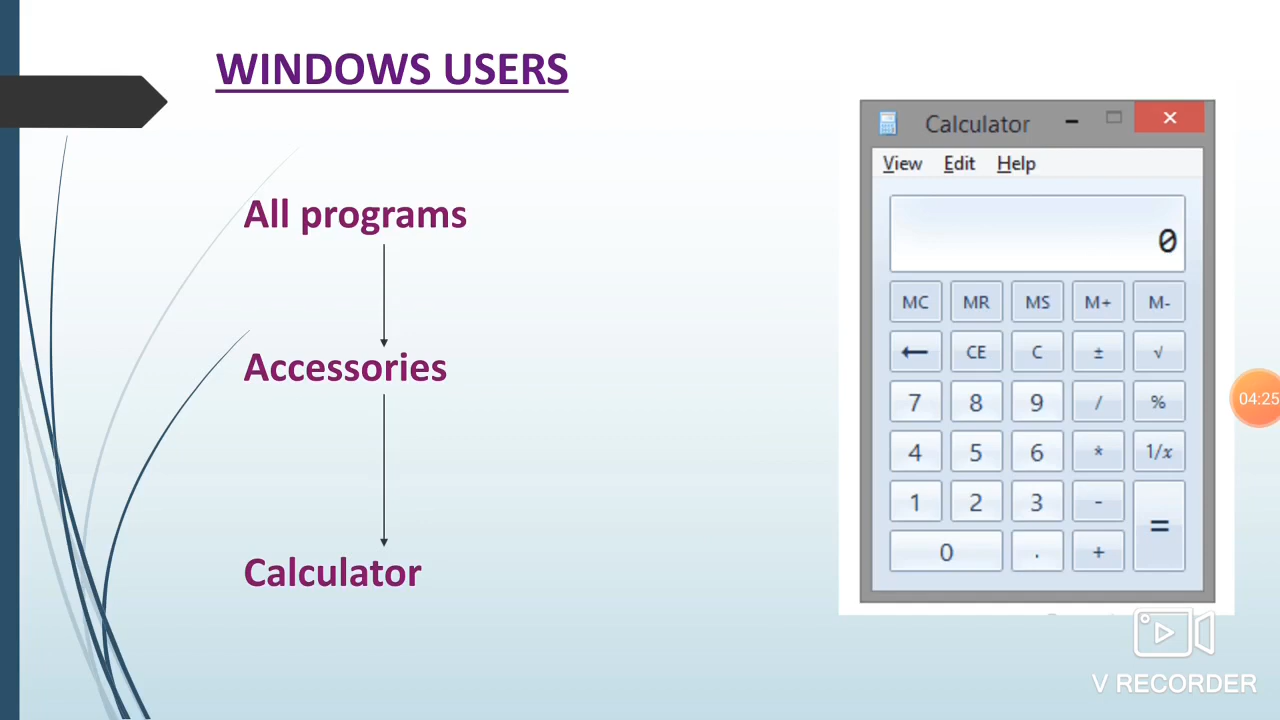 WINDOWS USERS
All programs
Accessories
Calculator
Calculator
View Edit Help
0
MC MR MS M+ M-
← CE C ± √
7 8 9 / %
4 5 6 * 1/x
1 2 3 - =
0 . +
04:25
V RECORDER